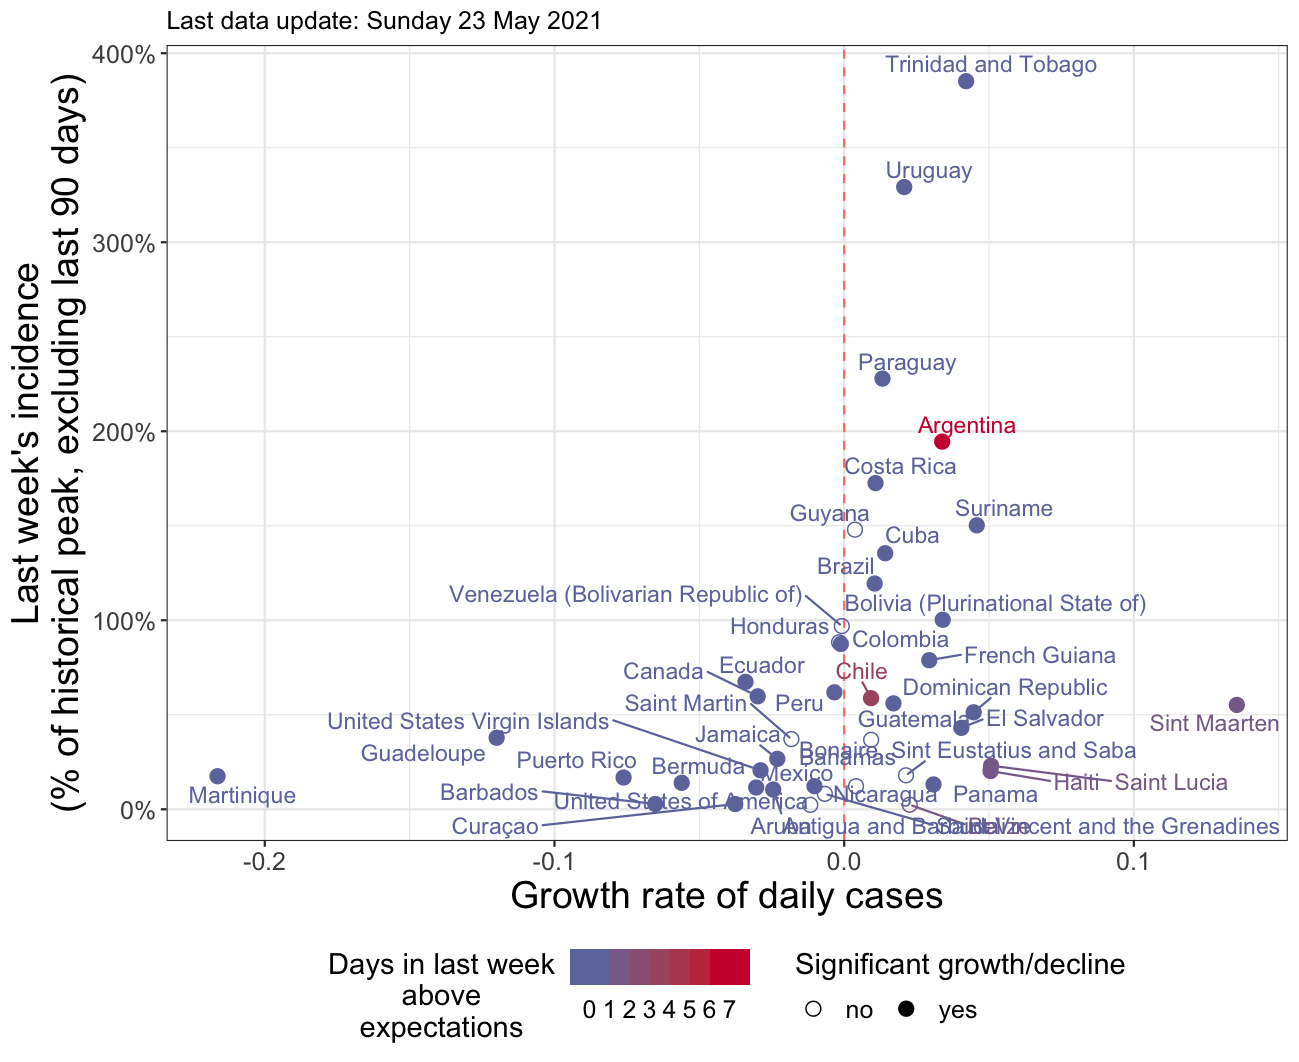 Last data update: Sunday 23 May 2021
Last week's incidence
(% of historical peak, excluding last 90 days)
400%
300%
200%
100%
0%
Trinidad and Tobago
Uruguay
Paraguay
Argentina
Costa Rica
Suriname
Guyana
Cuba
Brazil
Venezuela (Bolivarian Republic of)
Bolivia (Plurinational State of)
Honduras
Colombia
French Guiana
Canada
Ecuador
Chile
Saint Martin
Peru
Dominican Republic
United States Virgin Islands
Guatemala
El Salvador
Sint Maarten
Jamaica
Guadeloupe
Bonaire, Sint Eustatius and Saba
Puerto Rico
Bermuda
Bahamas
Mexico
Haiti
Saint Lucia
Martinique
Barbados
United States of America
Nicaragua
Panama
Curaçao
Aruba
Antigua and Barbuda
Belize
Saint Vincent and the Grenadines
-0.2
-0.1
0.0
0.1
Growth rate of daily cases
Days in last week
above
expectations
0 1 2 3 4 5 6 7
Significant growth/decline
no
yes